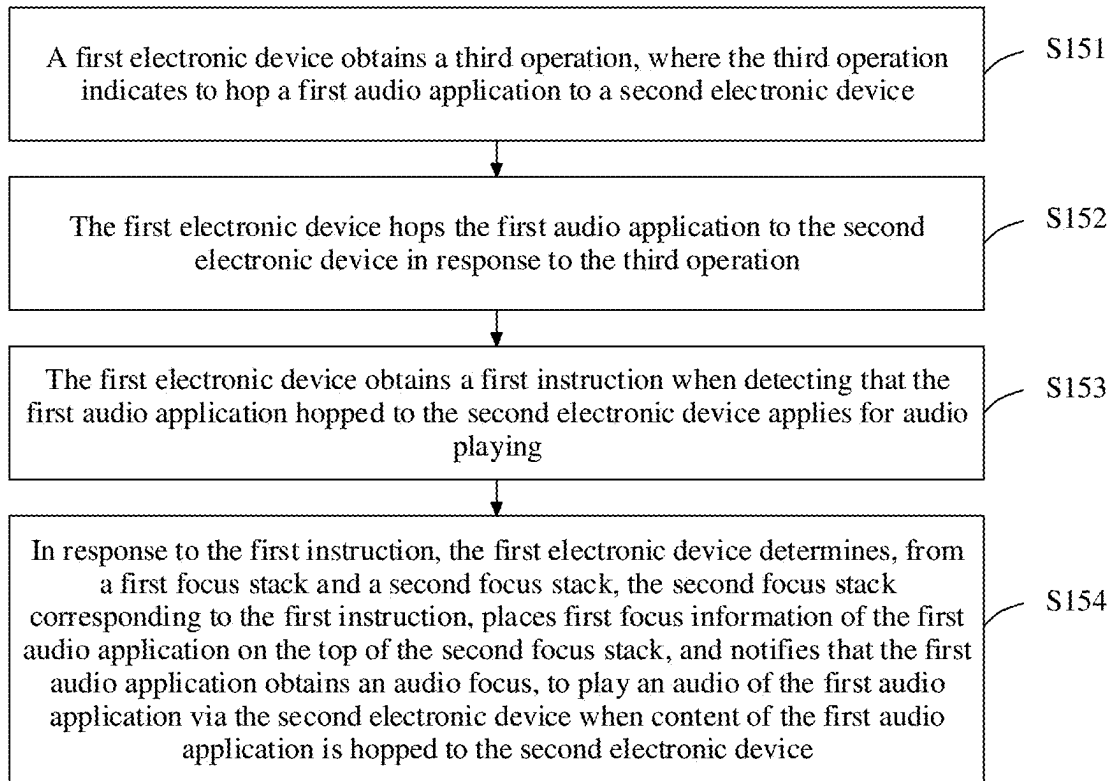 A first electronic device obtains a third operation, where the third operation
indicates to hop a first audio application to a second electronic device
S151
The first electronic device hops the first audio application to the second
electronic device in response to the third operation
S152
The first electronic device obtains a first instruction when detecting that the
first audio application hopped to the second electronic device applies for audio
playing
S153
In response to the first instruction, the first electronic device determines, from
a first focus stack and a second focus stack, the second focus stack
corresponding to the first instruction, places first focus information of the first
audio application on the top of the second focus stack, and notifies that the first
audio application obtains an audio focus, to play an audio of the first audio
application via the second electronic device when content of the first audio
application is hopped to the second electronic device
S154